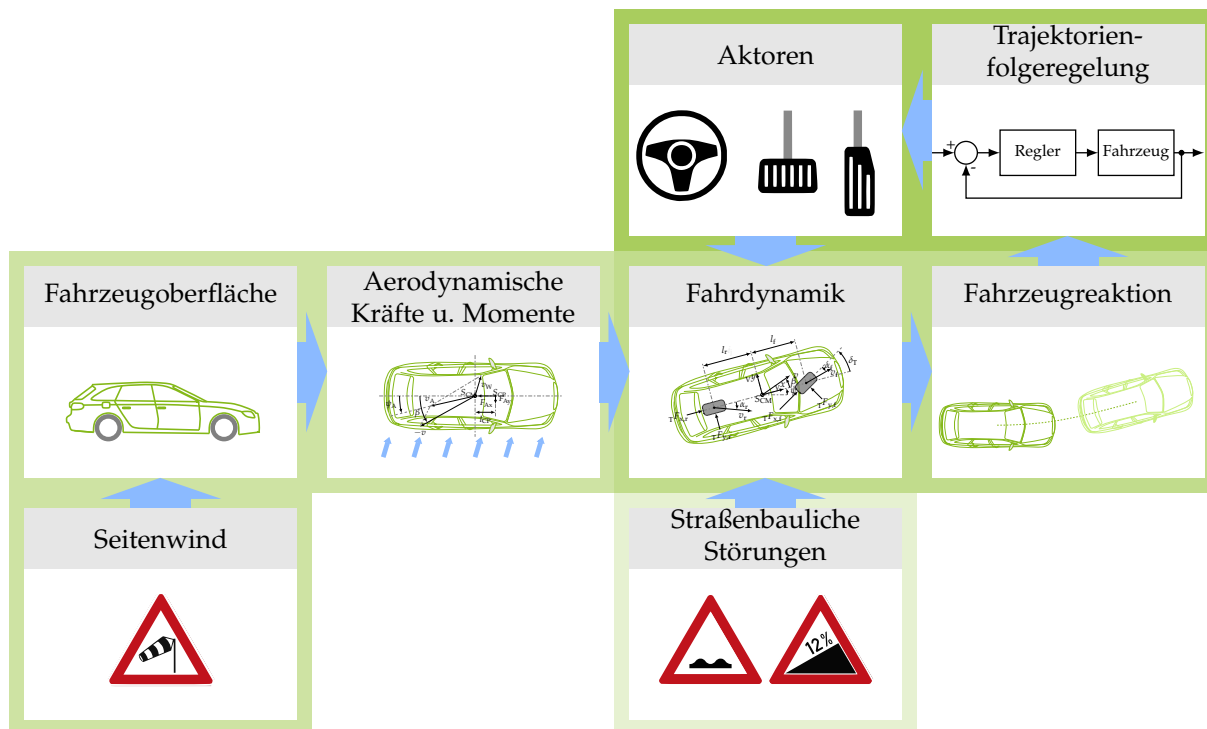 Aktoren
Trajektorien-
folgeregelung
+
-
Regler
Fahrzeug
Fahrzeugoberfläche
Aerodynamische
Kräfte u. Momente
Fahrdynamik
Fahrzeugreaktion
Seitenwind
Straßenbauliche
Störungen
12%